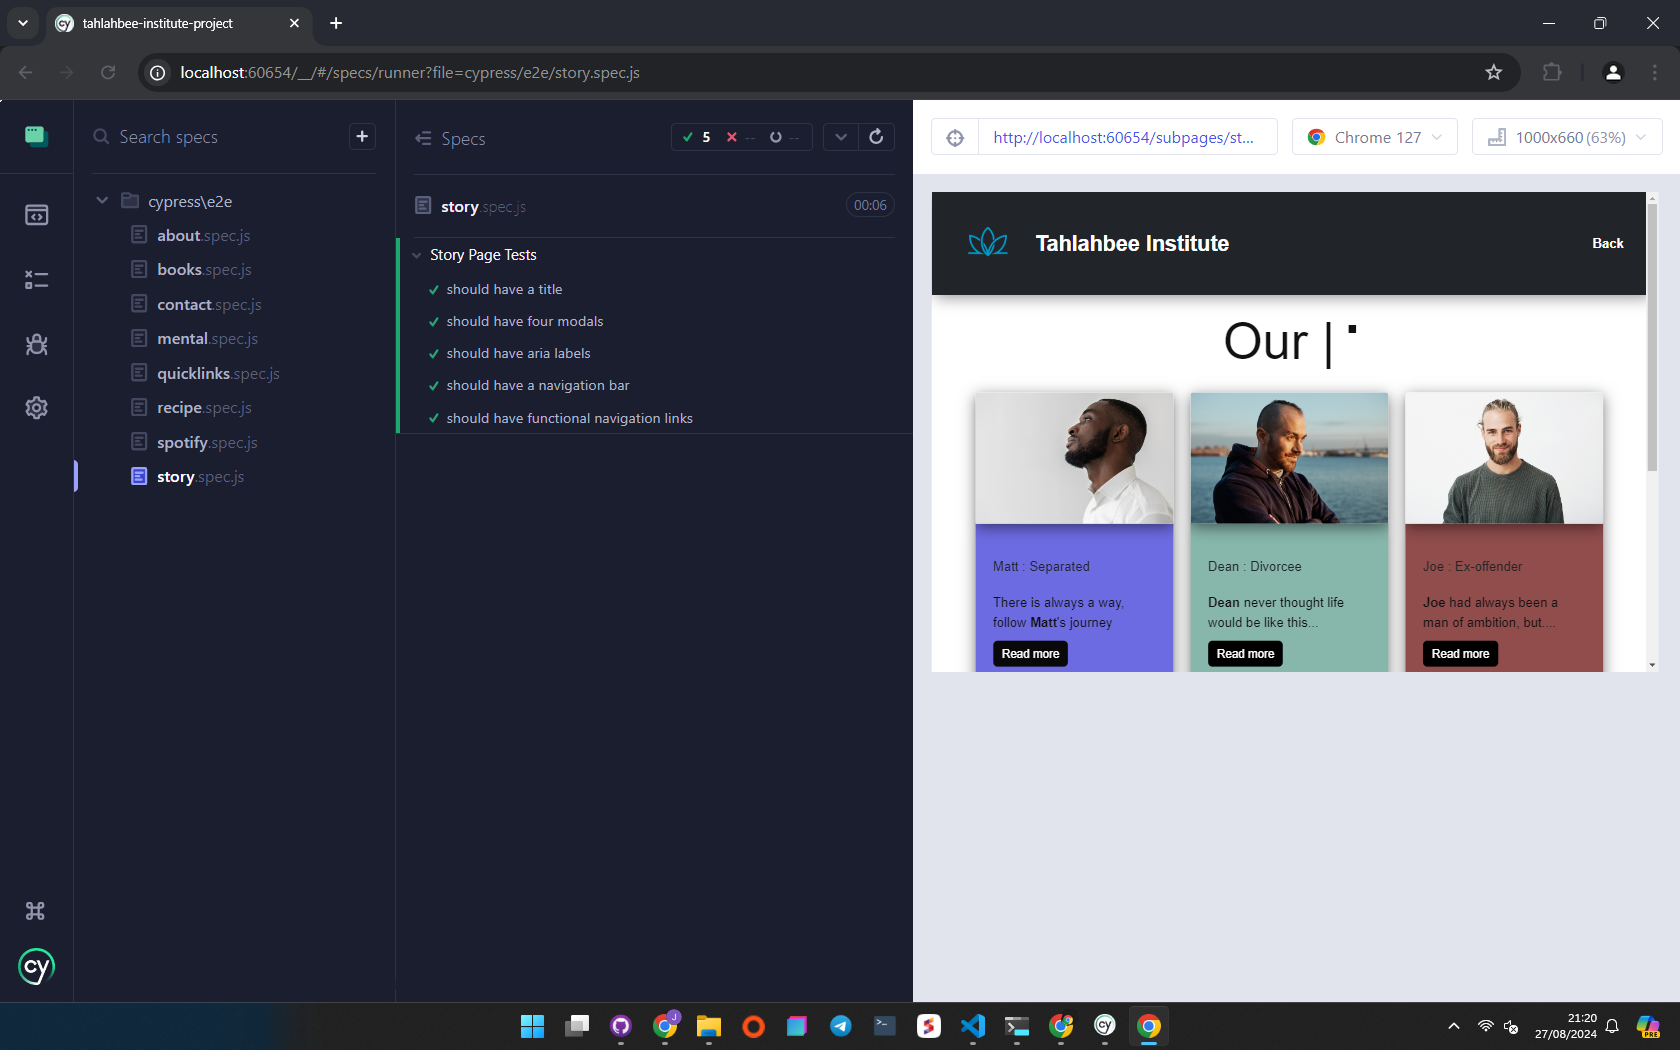 tahlahbee-institute-project
localhost:60654/__/#/specs/runner?file=cypress/e2e/story.spec.js
Search specs
cypress\e2e
about.spec.js
books.spec.js
contact.spec.js
mental.spec.js
quicklinks.spec.js
recipe.spec.js
spotify.spec.js
story.spec.js
cy
Specs
5 -- --
story.spec.js 00:06
Story Page Tests
should have a title
should have four modals
should have aria labels
should have a navigation bar
should have functional navigation links
http://localhost:60654/subpages/st... Chrome 127 1000x660 (63%)
Tahlahbee Institute Back
Our |
Matt : Separated
There is always a way,
follow Matt's journey
Read more
Dean : Divorcee
Dean never thought life
would be like this...
Read more
Joe : Ex-offender
Joe had always been a
man of ambition, but....
Read more
21:20
27/08/2024
PRE